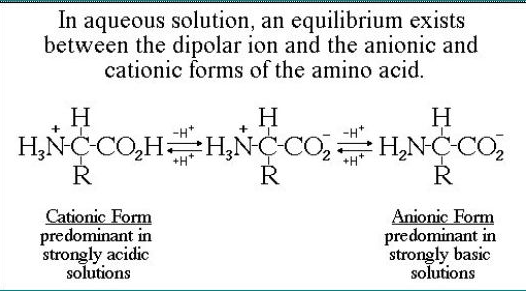 In aqueous solution, an equilibrium exists
between the dipolar ion and the anionic and
cationic forms of the amino acid.
H H H
+ -H⁺ + - -H⁺ -
H₃N-C-CO₂H ⇌ H₃N-C-CO₂ ⇌ H₂N-C-CO₂
+H⁺ +H⁺
R R R
Cationic Form
predominant in
strongly acidic
solutions
Anionic Form
predominant in
strongly basic
solutions